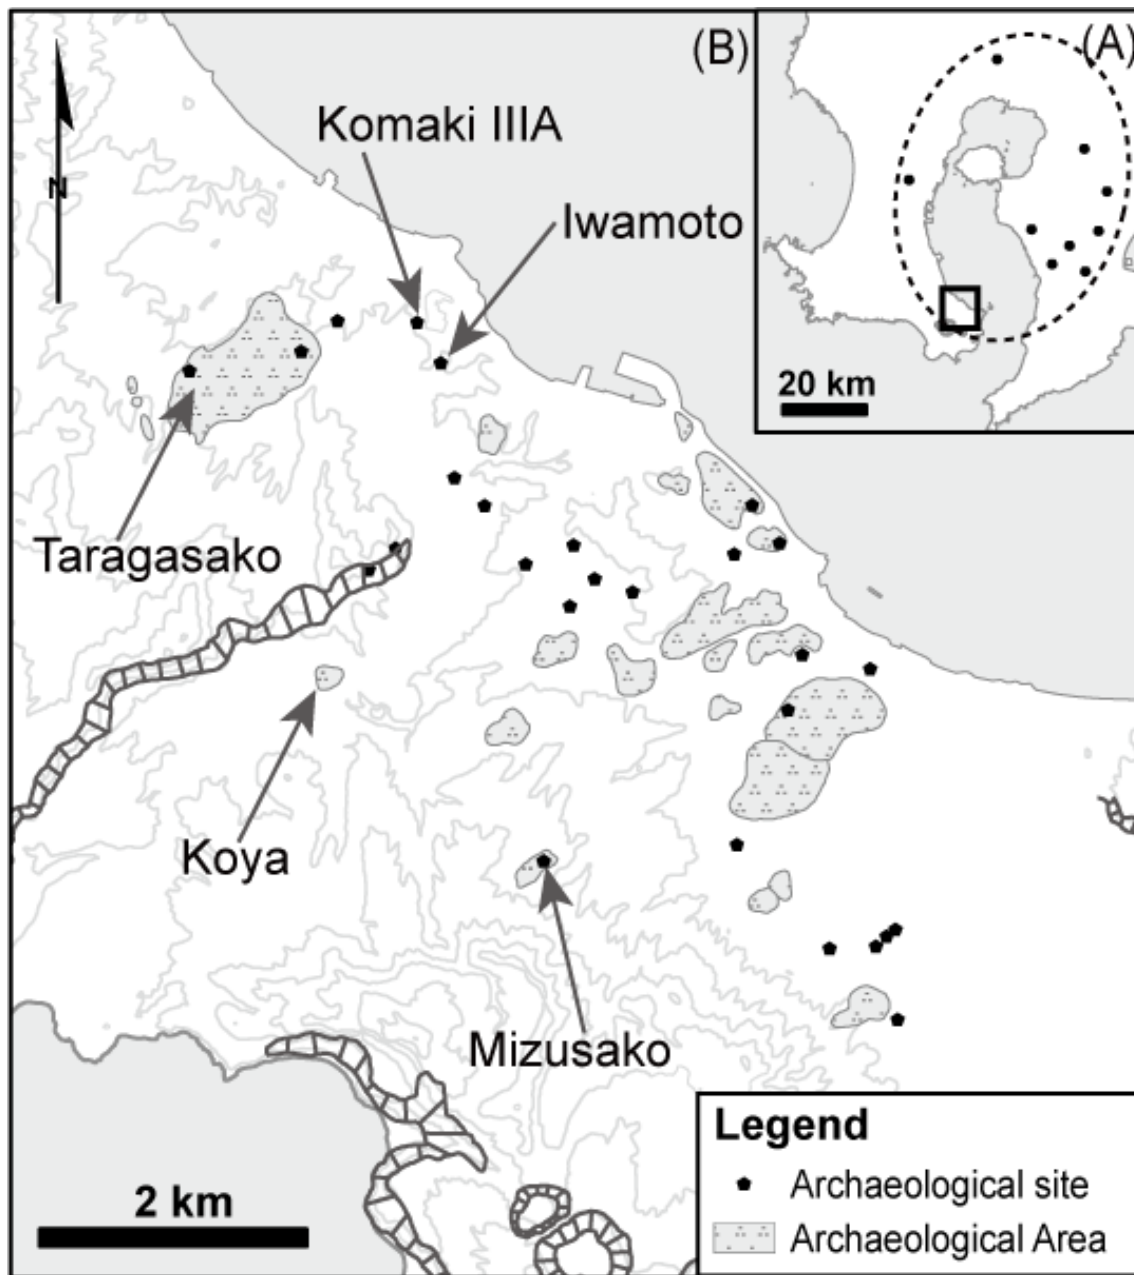 (B)
(A)
Komaki IIIA
N
Iwamoto
20 km
Taragasako
Koya
Mizusako
2 km
Legend
Archaeological site
Archaeological Area